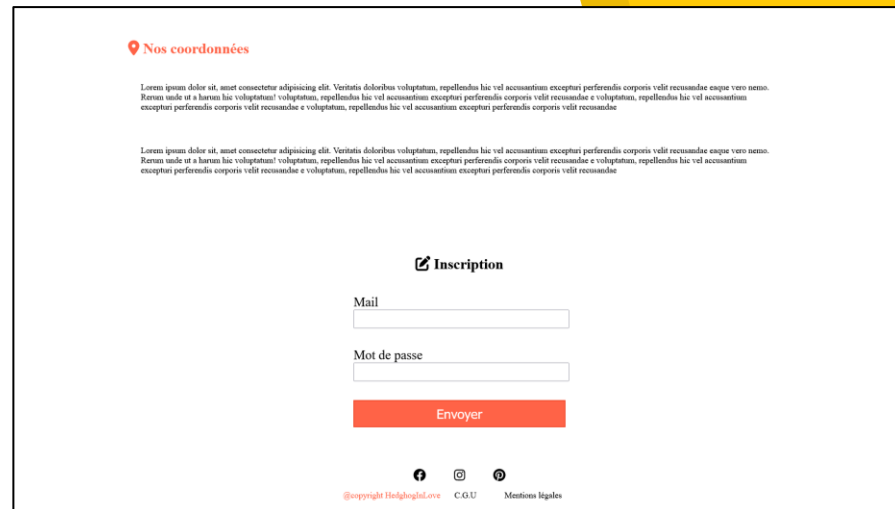 Nos coordonnées
Lorem ipsum dolor sit, amet consectetur adipisicing elit. Veritatis doloribus voluptatum, repellendus hic vel accusantium excepturi perferendis corporis velit recusandae eaque vero nemo.
Rerum unde ut a harum hic voluptatum! voluptatum, repellendus hic vel accusantium excepturi perferendis corporis velit recusandae e voluptatum, repellendus hic vel accusantium
excepturi perferendis corporis velit recusandae e voluptatum, repellendus hic vel accusantium excepturi perferendis corporis velit recusandae
Lorem ipsum dolor sit, amet consectetur adipisicing elit. Veritatis doloribus voluptatum, repellendus hic vel accusantium excepturi perferendis corporis velit recusandae eaque vero nemo.
Rerum unde ut a harum hic voluptatum! voluptatum, repellendus hic vel accusantium excepturi perferendis corporis velit recusandae e voluptatum, repellendus hic vel accusantium
excepturi perferendis corporis velit recusandae e voluptatum, repellendus hic vel accusantium excepturi perferendis corporis velit recusandae
Inscription
Mail
Mot de passe
Envoyer
@copyright HedghogInLove C.G.U Mentions légales